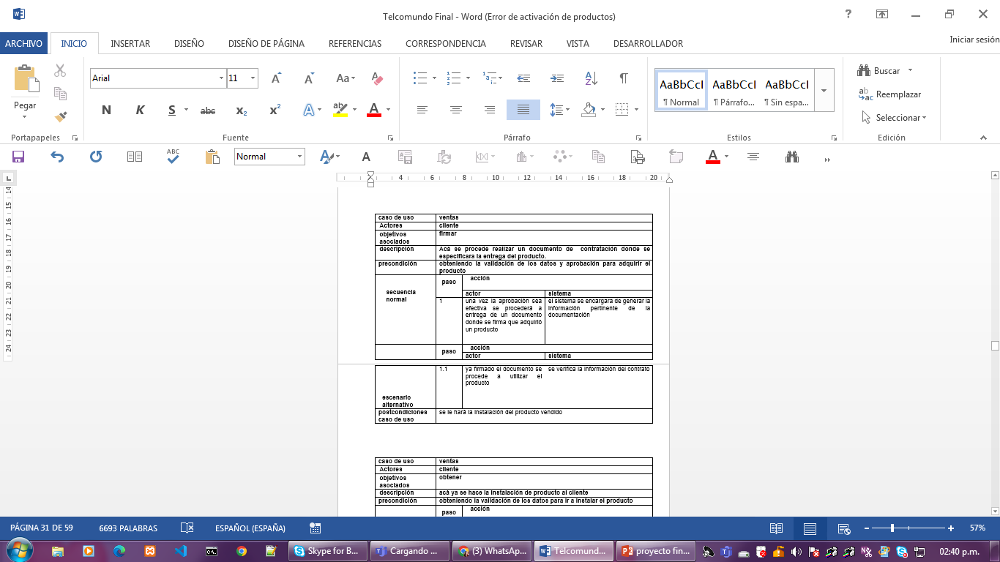 Telcomundo Final - Word (Error de activación de productos)
ARCHIVO INICIO INSERTAR DISEÑO DISEÑO DE PÁGINA REFERENCIAS CORRESPONDENCIA REVISAR VISTA DESARROLLADOR Iniciar sesión
Pegar
Arial 11
Aa
N K S abc x₂ x² A ab A
AaBbCcI AaBbCcI AaBbCcI
¶ Normal ¶ Párrafo... ¶ Sin espa...
Buscar
Reemplazar
Seleccionar
Portapapeles Fuente Párrafo Estilos Edición
ABC Normal A A A
2 4 6 8 10 12 14 16 18 20
14 15 16 17 18 19 20 21 22 23 24
caso de uso ventas
Actores cliente
objetivos asociados firmar
descripción Acá se procede realizar un documento de contratación donde se
especificara la entrega del producto.
precondición obteniendo la validación de los datos y aprobación para adquirir el
producto
secuencia normal paso acción
actor sistema
1 una vez la aprobación sea efectiva se procederá a entrega de un documento donde se firma que adquirió un producto
el sistema se encargara de generar la información pertinente de la documentación
paso acción
actor sistema
escenario alternativo 1.1 ya firmado el documento se procede a utilizar el producto
se verifica la información del contrato
postcondiciones caso de uso se le hará la instalación del producto vendido
caso de uso ventas
Actores cliente
objetivos asociados obtener
descripción acá ya se hace la instalación de producto al cliente
precondición obteniendo la validación de los datos para ir a instalar el producto
paso acción
PÁGINA 31 DE 59 6693 PALABRAS ESPAÑOL (ESPAÑA) 57%
Skype for B... Cargando ... (3) WhatsAp... Telcomund... proyecto fin... 02:40 p.m.